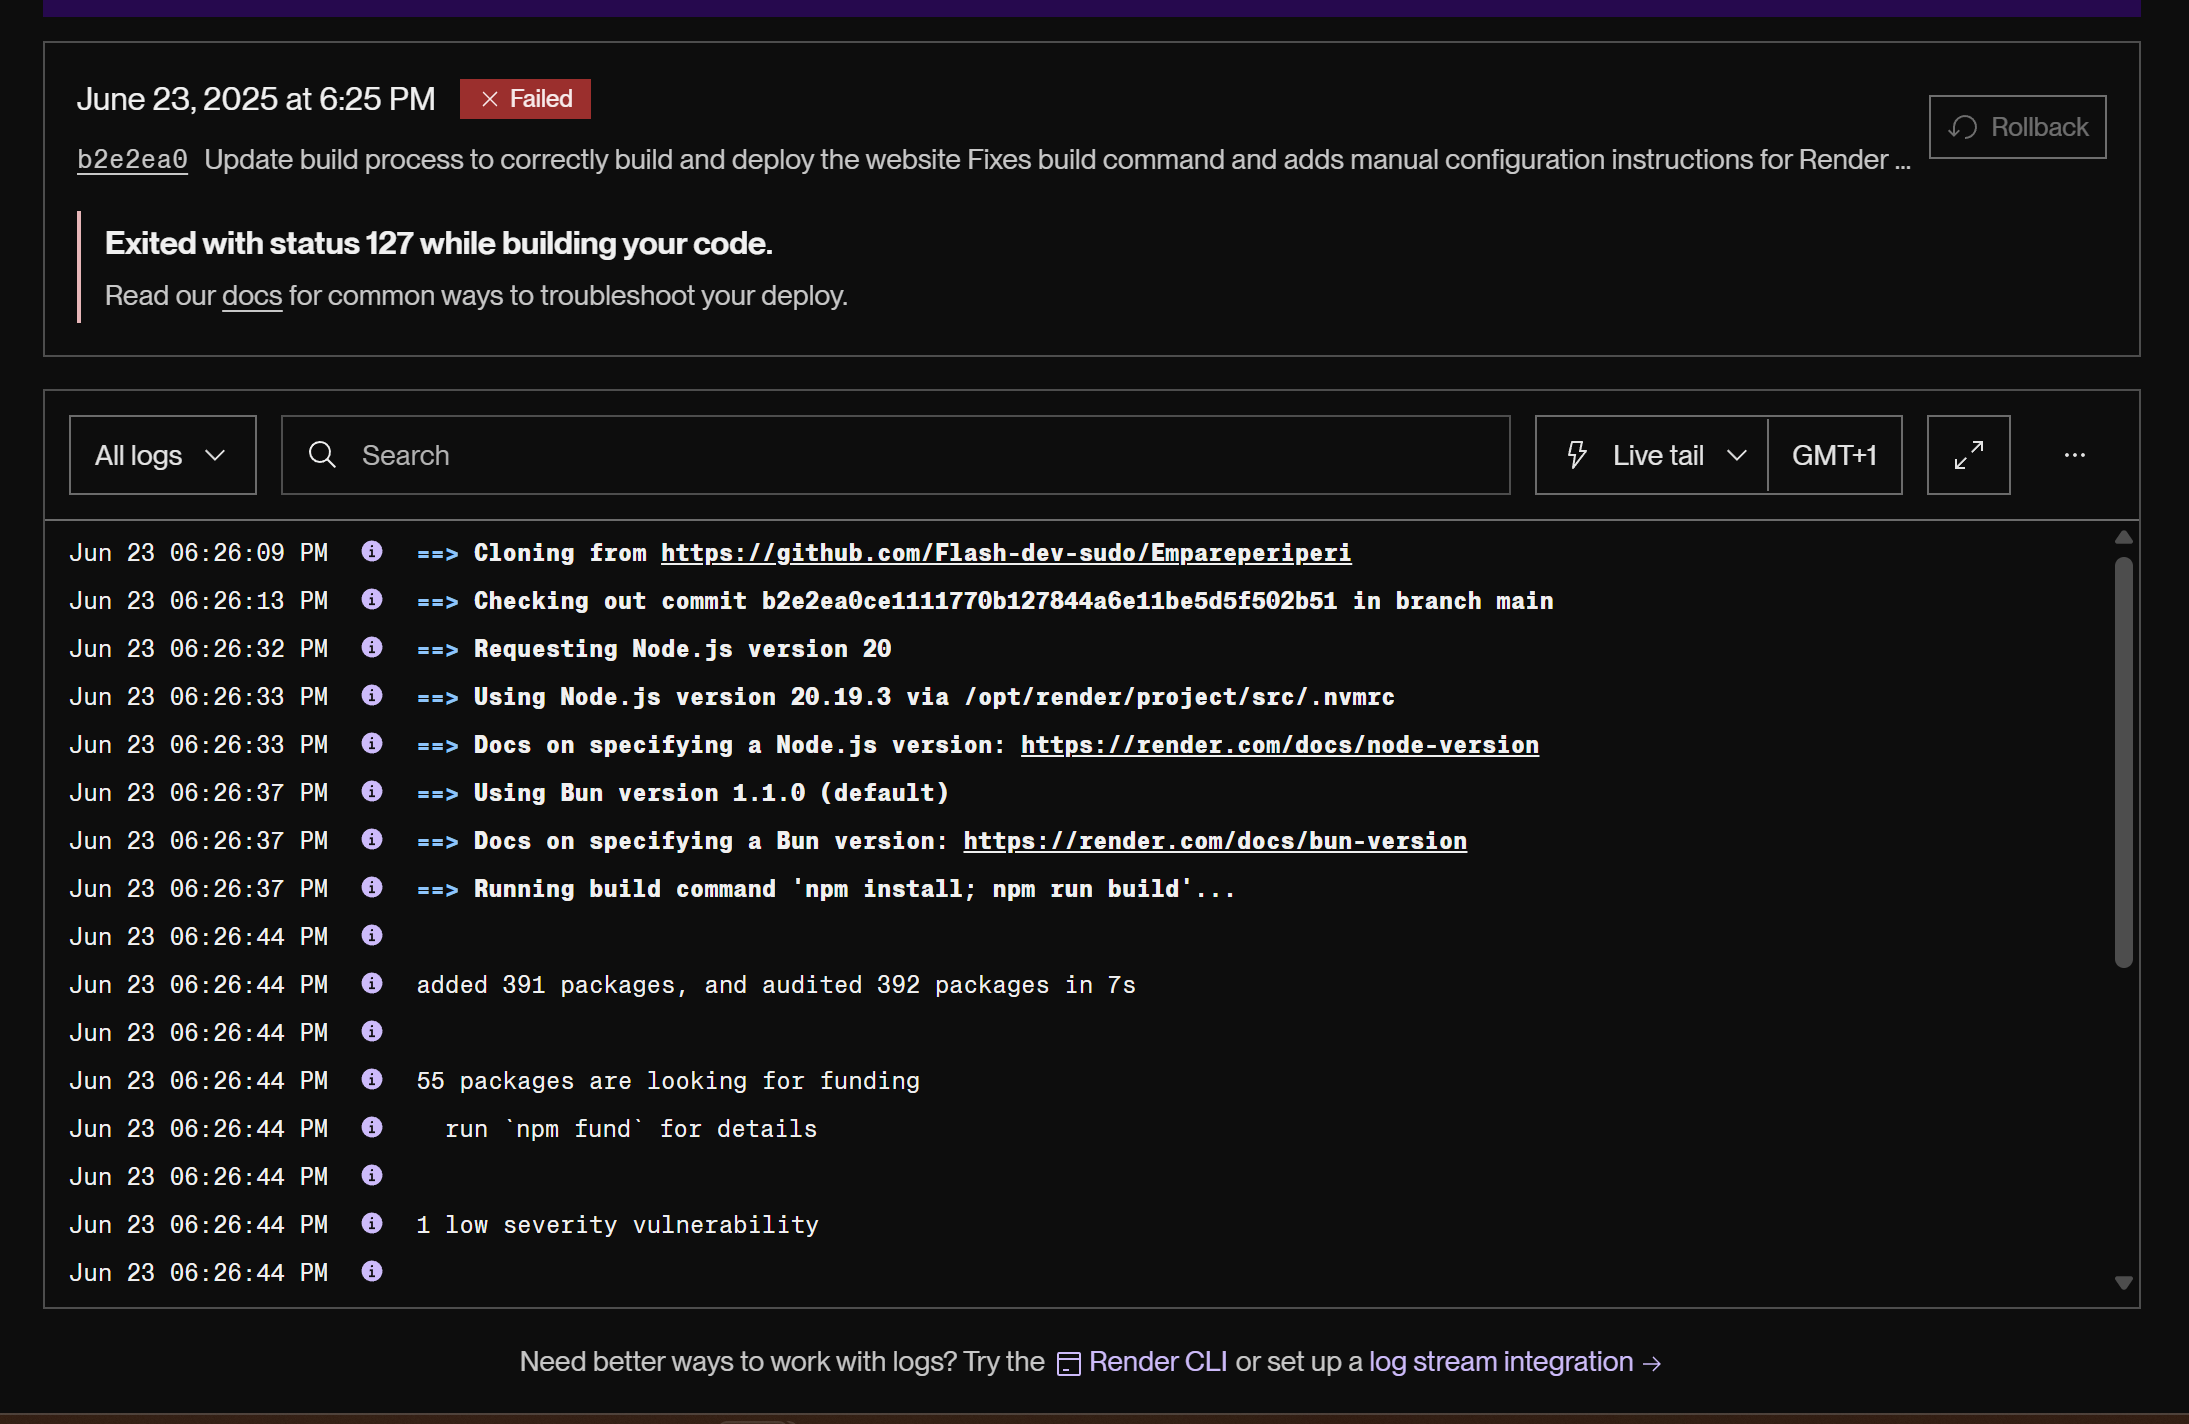 June 23, 2025 at 6:25 PM Failed
Rollback
b2e2ea0 Update build process to correctly build and deploy the website Fixes build command and adds manual configuration instructions for Render ...
Exited with status 127 while building your code.
Read our docs for common ways to troubleshoot your deploy.
All logs Search Live tail GMT+1 ...
Jun 23 06:26:09 PM ==> Cloning from https://github.com/Flash-dev-sudo/Empareperiperi
Jun 23 06:26:13 PM ==> Checking out commit b2e2ea0ce1111770b127844a6e11be5d5f502b51 in branch main
Jun 23 06:26:32 PM ==> Requesting Node.js version 20
Jun 23 06:26:33 PM ==> Using Node.js version 20.19.3 via /opt/render/project/src/.nvmrc
Jun 23 06:26:33 PM ==> Docs on specifying a Node.js version: https://render.com/docs/node-version
Jun 23 06:26:37 PM ==> Using Bun version 1.1.0 (default)
Jun 23 06:26:37 PM ==> Docs on specifying a Bun version: https://render.com/docs/bun-version
Jun 23 06:26:37 PM ==> Running build command 'npm install; npm run build'...
Jun 23 06:26:44 PM
Jun 23 06:26:44 PM added 391 packages, and audited 392 packages in 7s
Jun 23 06:26:44 PM
Jun 23 06:26:44 PM 55 packages are looking for funding
Jun 23 06:26:44 PM run `npm fund` for details
Jun 23 06:26:44 PM
Jun 23 06:26:44 PM 1 low severity vulnerability
Jun 23 06:26:44 PM
Need better ways to work with logs? Try the Render CLI or set up a log stream integration →